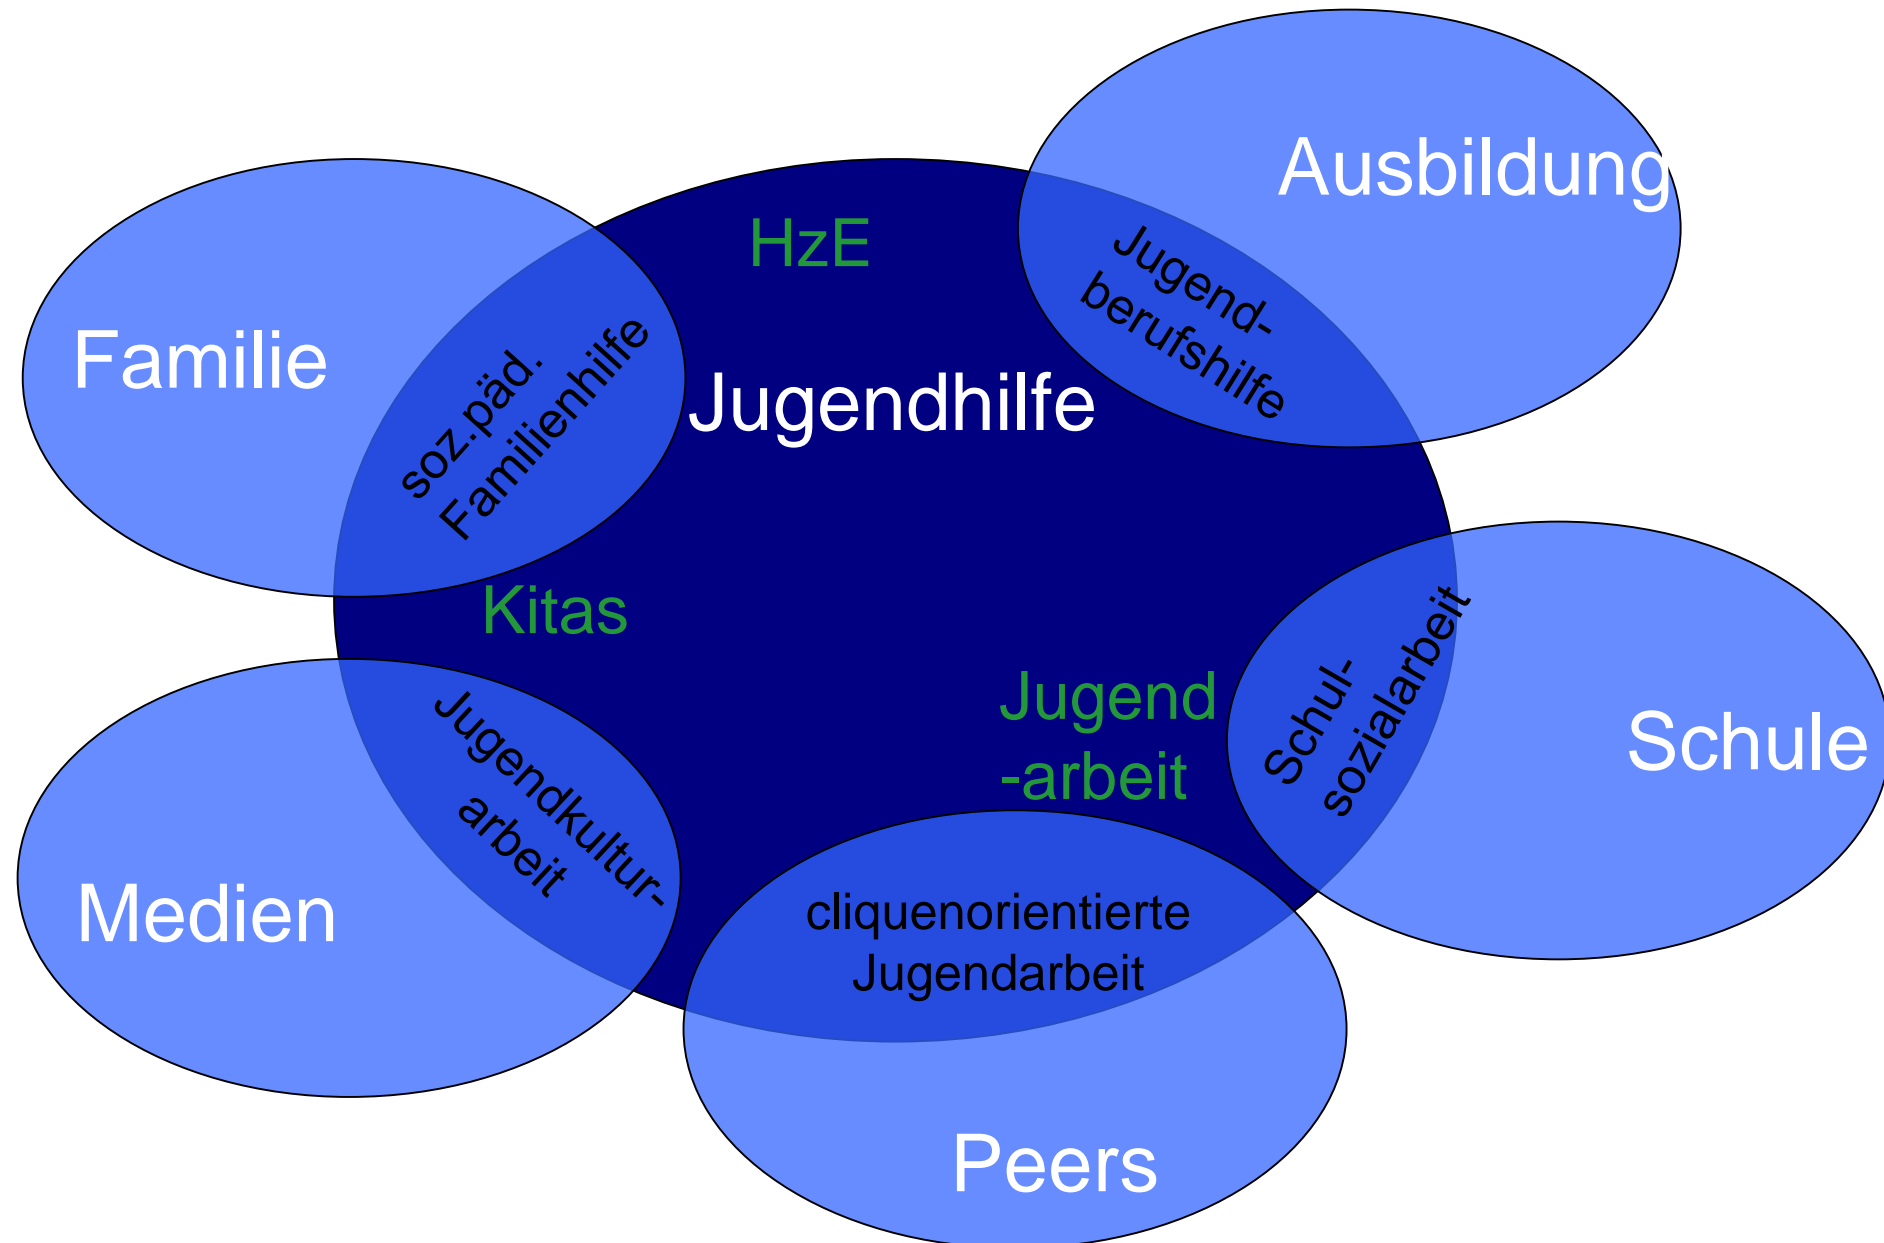 Ausbildung
HzE
Jugend-
berufshilfe
Familie
soz.päd.
Familienhilfe
Jugendhilfe
Kitas
Jugend
-arbeit
Schul-
sozialarbeit
Schule
Jugendkultur-
arbeit
Medien
cliquenorientierte
Jugendarbeit
Peers